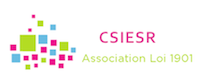 CSIESR
Association Loi 1901